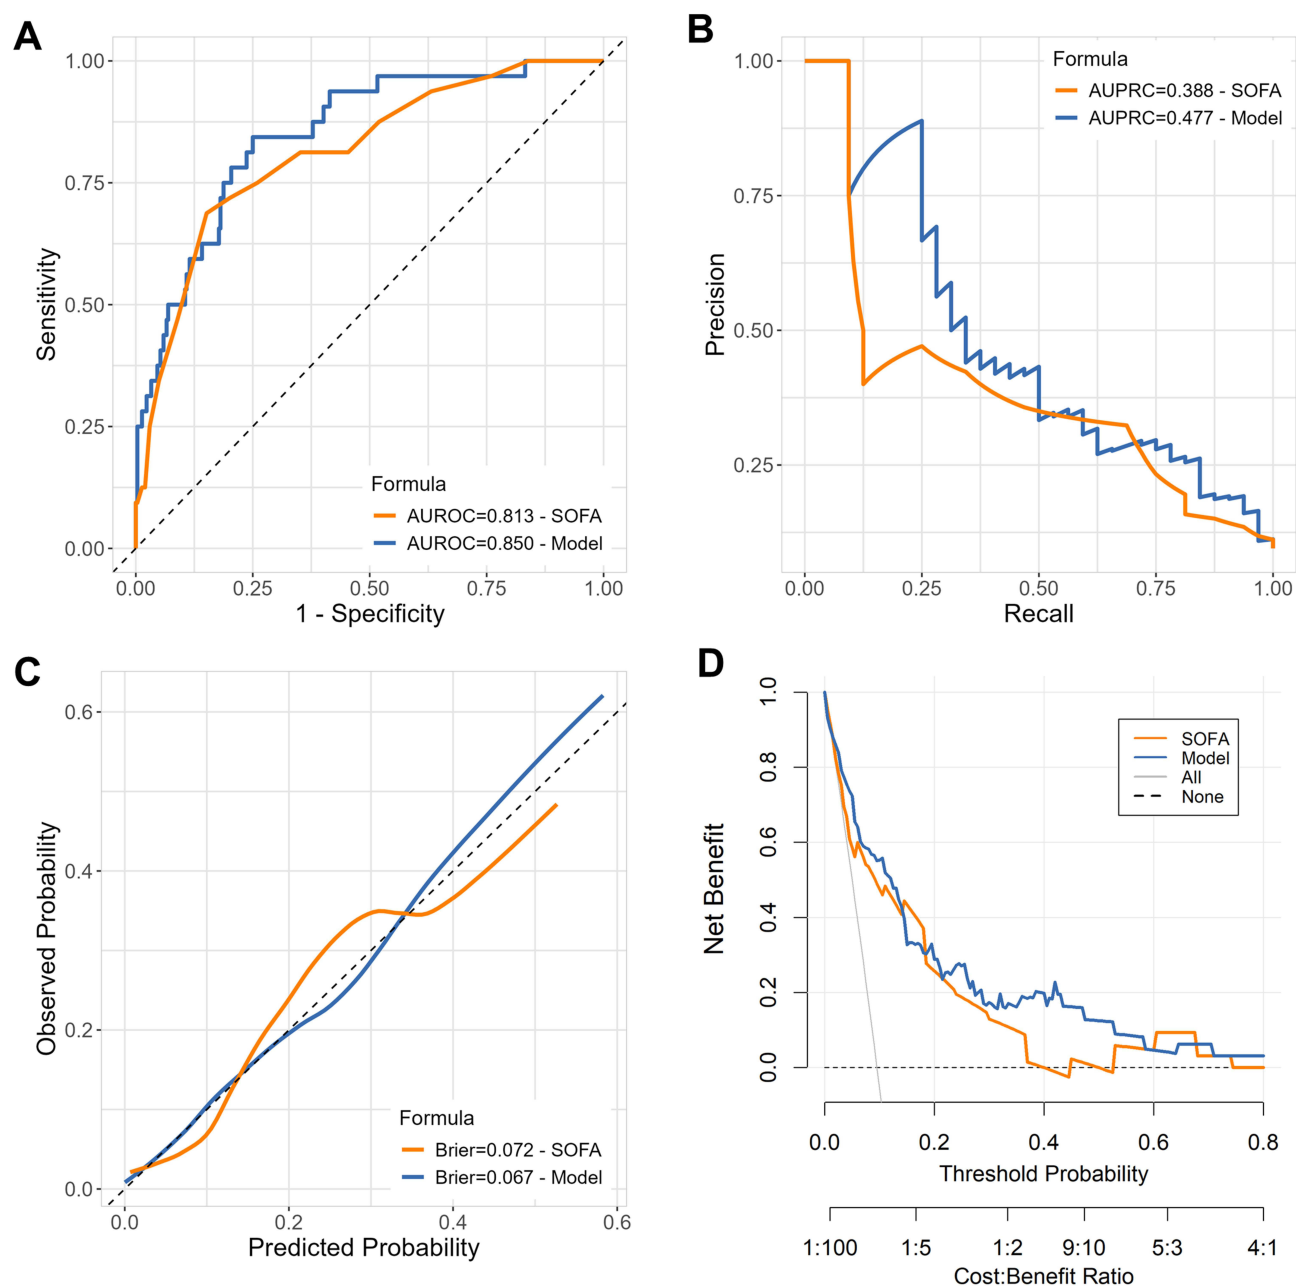 A
1.00
0.75
0.50
0.25
0.00
Sensitivity
Formula
AUROC=0.813 - SOFA
AUROC=0.850 - Model
0.00 0.25 0.50 0.75 1.00
1 - Specificity
B
1.00
0.75
0.50
0.25
Precision
Formula
AUPRC=0.388 - SOFA
AUPRC=0.477 - Model
0.00 0.25 0.50 0.75 1.00
Recall
C
0.6
0.4
0.2
0.0
Observed Probability
Formula
Brier=0.072 - SOFA
Brier=0.067 - Model
0.0 0.2 0.4 0.6
Predicted Probability
D
1.0
0.8
0.6
0.4
0.2
0.0
Net Benefit
SOFA
Model
All
None
0.0 0.2 0.4 0.6 0.8
Threshold Probability
1:100 1:5 1:2 9:10 5:3 4:1
Cost:Benefit Ratio